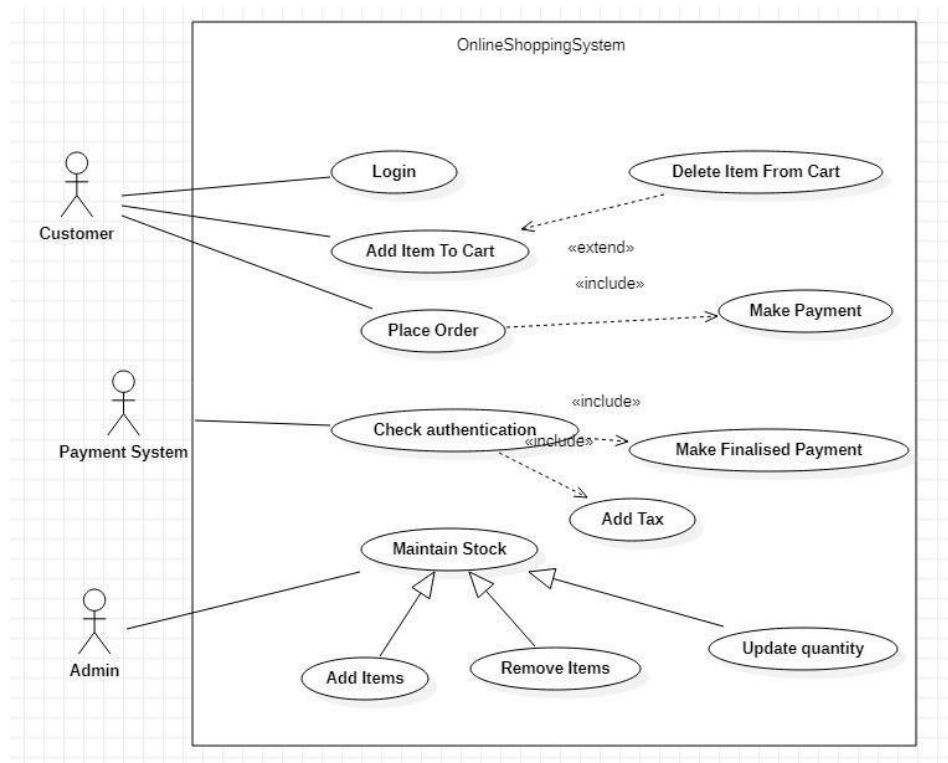 OnlineShoppingSystem
Login
Delete Item From Cart
Customer
Add Item To Cart
«extend»
«include»
Make Payment
Place Order
«include»
Check authentication
«include»
Make Finalised Payment
Payment System
Add Tax
Maintain Stock
Update quantity
Admin
Add Items
Remove Items